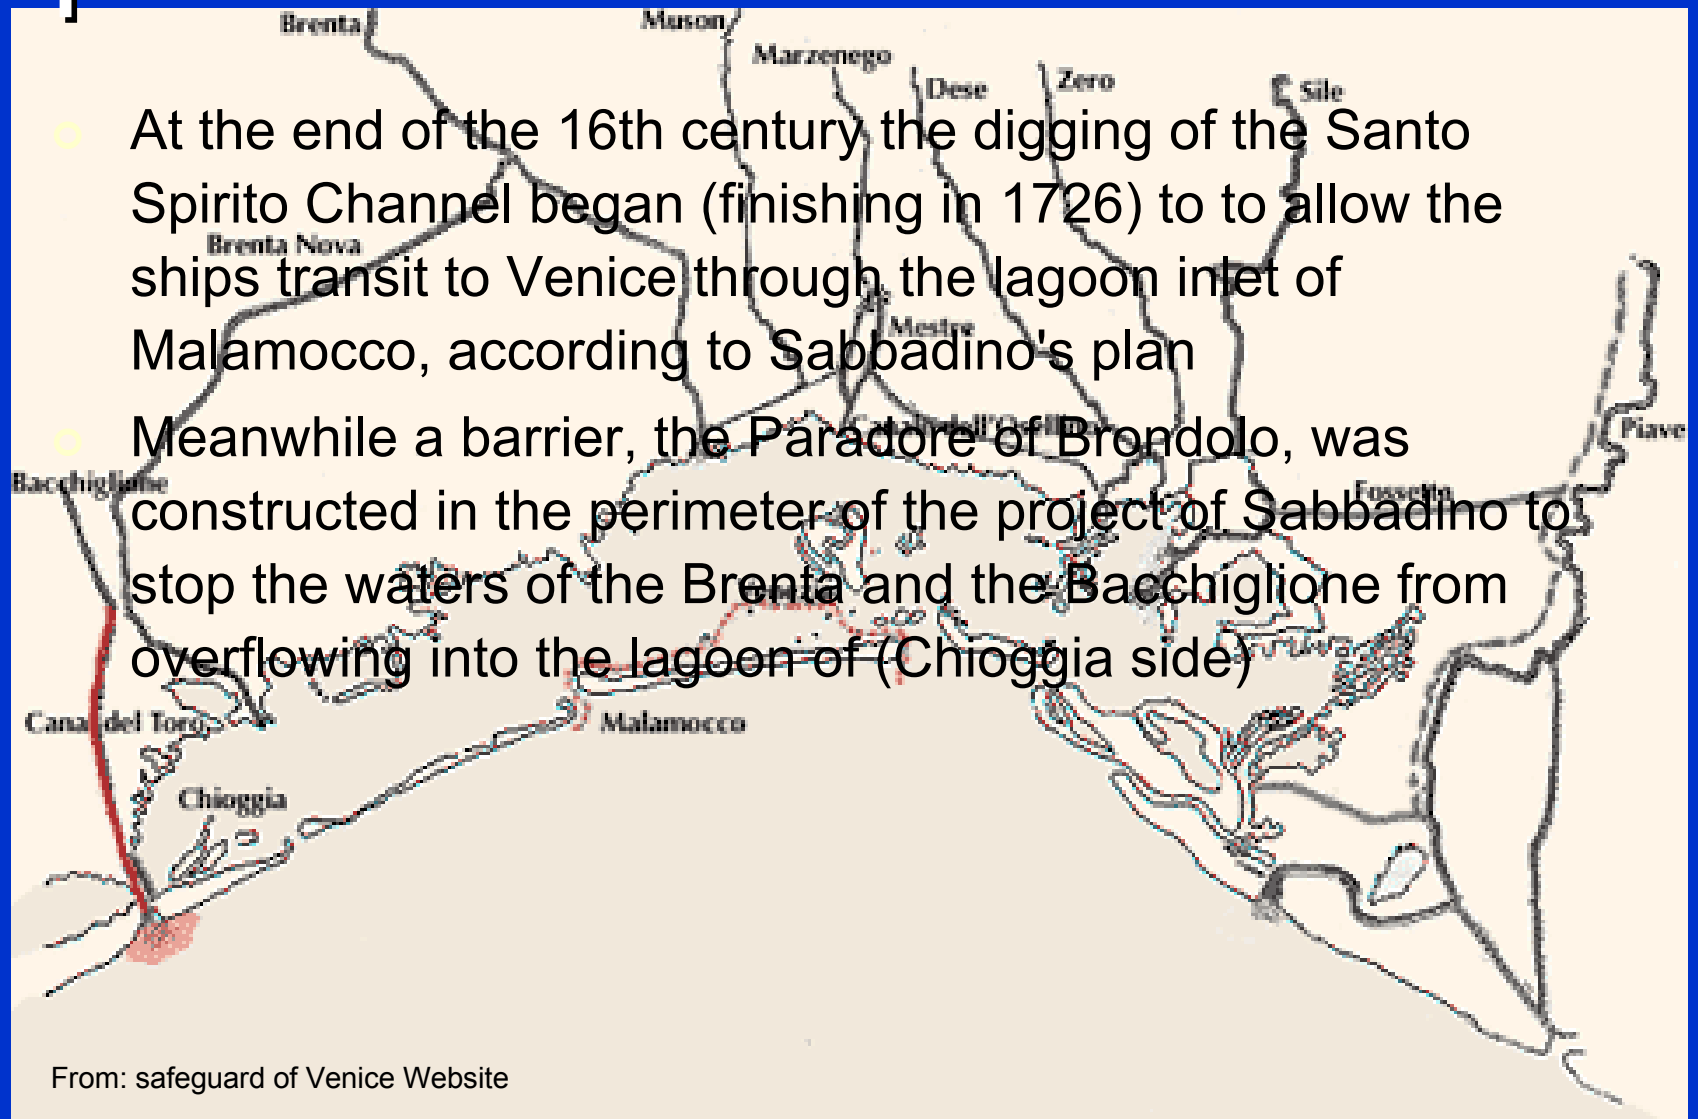 Brenta
Muson
Marzenego
Dese
Zero
Sile
At the end of the 16th century the digging of the Santo
Spirito Channel began (finishing in 1726) to to allow the
Brenta Nova
ships transit to Venice through the lagoon inlet of
Mestre
Malamocco, according to Sabbadino's plan
Meanwhile a barrier, the Paradore of Brondolo, was
Piave
Bacchiglione
constructed in the perimeter of the project of Sabbadino to
stop the waters of the Brenta and the Bacchiglione from
overflowing into the lagoon of (Chioggia side)
Canal del Toro
Malamocco
Chioggia
From: safeguard of Venice Website